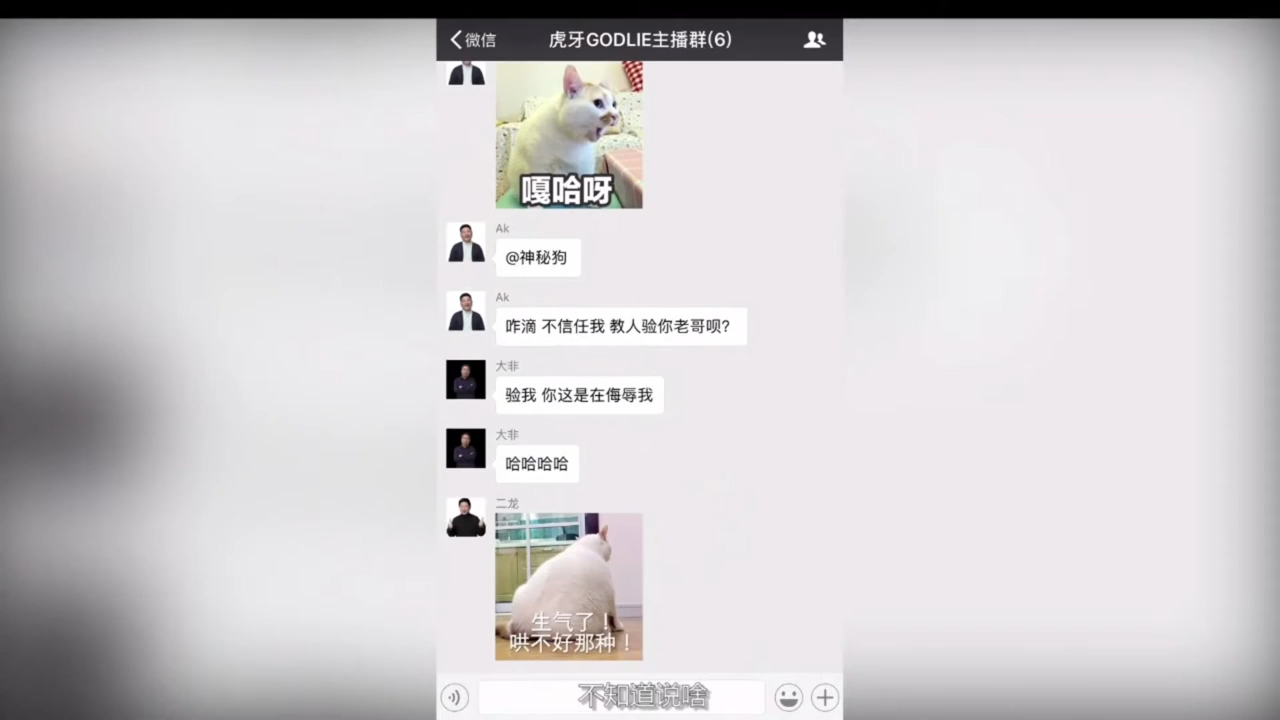 微信
虎牙GODLIE主播群(6)
嘎哈呀
Ak
@神秘狗
Ak
咋滴 不信任我 教人验你老哥呗?
大非
验我 你这是在侮辱我
大非
哈哈哈哈
二龙
生气了!
哄不好那种!
不知道说啥